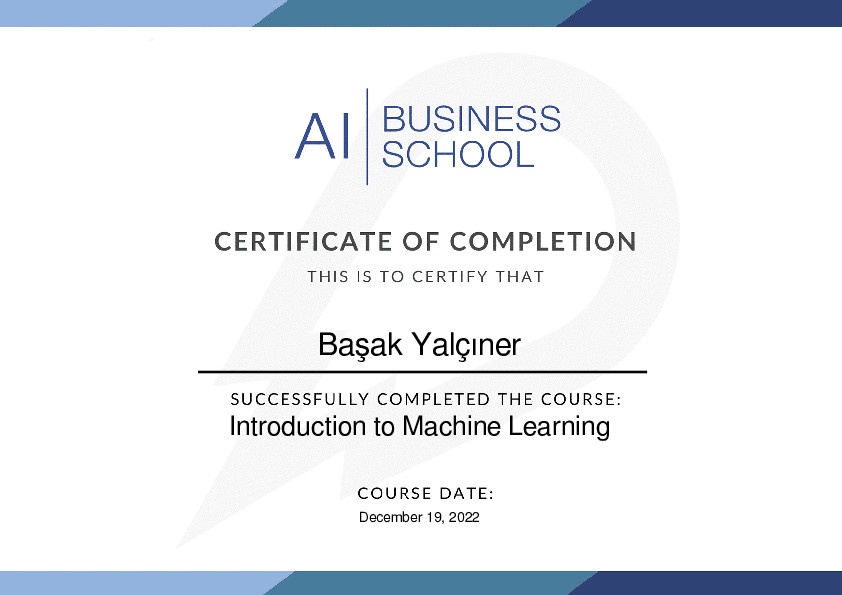 AI BUSINESS
SCHOOL
CERTIFICATE OF COMPLETION
THIS IS TO CERTIFY THAT
Başak Yalçıner
SUCCESSFULLY COMPLETED THE COURSE:
Introduction to Machine Learning
COURSE DATE:
December 19, 2022